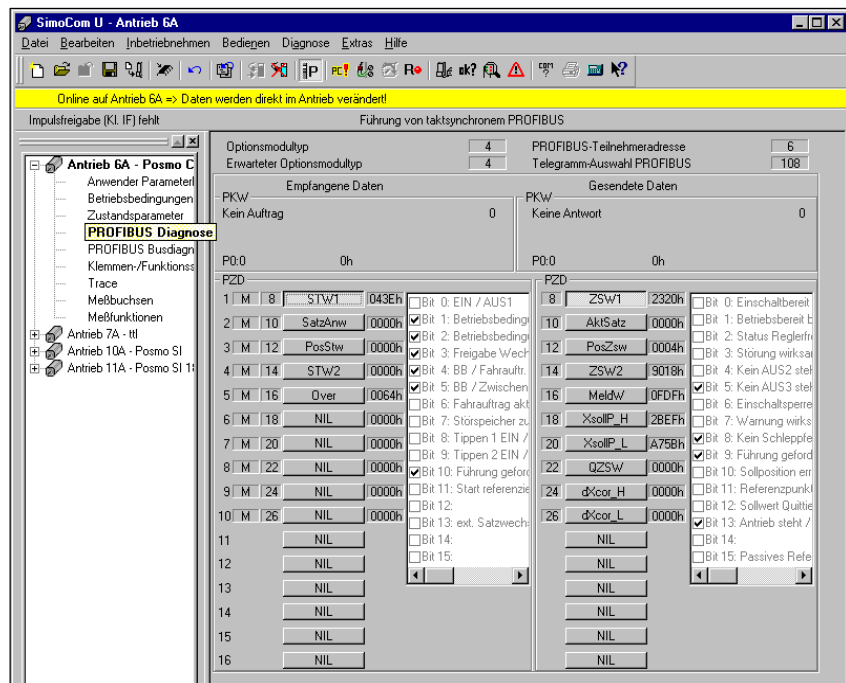 SimoCom U - Antrieb 6A
Datei Bearbeiten Inbetriebnehmen Bedienen Diagnose Extras Hilfe
Online auf Antrieb 6A => Daten werden direkt im Antrieb verändert!
Impulsfreigabe (Kl. IF) fehlt Führung von taktsynchronem PROFIBUS
Antrieb 6A - Posmo C
Anwender Parameterl
Betriebsbedingungen
Zustandsparameter
PROFIBUS Diagnose
PROFIBUS Busdiagn
Klemmen-/Funktionss
Trace
Meßbuchsen
Meßfunktionen
Antrieb 7A - ttl
Antrieb 10A - Posmo SI
Antrieb 11A - Posmo SI 1
Optionsmodultyp 4 PROFIBUS-Teilnehmeradresse 6
Erwarteter Optionsmodultyp 4 Telegramm-Auswahl PROFIBUS 108
Empfangene Daten Gesendete Daten
PKW PKW
Kein Auftrag 0 Keine Antwort 0
P0:0 0h P0:0 0h
PZD PZD
1 M 8 STW1 043Eh 8 ZSW1 2320h
2 M 10 SatzAnw 0000h 10 AktSatz 0000h
3 M 12 PosStw 0000h 12 PosZsw 0004h
4 M 14 STW2 0000h 14 ZSW2 9018h
5 M 16 Over 0064h 16 MeldW 0FDFh
6 M 18 NIL 0000h 18 XsollP_H 2BEFh
7 M 20 NIL 0000h 20 XsollP_L A75Bh
8 M 22 NIL 0000h 22 QZSW 0000h
9 M 24 NIL 0000h 24 dXcor_H 0000h
10 M 26 NIL 0000h 26 dXcor_L 0000h
11 NIL NIL
12 NIL NIL
13 NIL NIL
14 NIL NIL
15 NIL NIL
16 NIL NIL
Bit 0: EIN / AUS1
Bit 1: Betriebsbeding
Bit 2: Betriebsbeding
Bit 3: Freigabe Wech
Bit 4: BB / Fahrauftr.
Bit 5: BB / Zwischen
Bit 6: Fahrauftrag akt
Bit 7: Störspeicher zu
Bit 8: Tippen 1 EIN /
Bit 9: Tippen 2 EIN /
Bit 10: Führung geford
Bit 11: Start referenzie
Bit 12:
Bit 13: ext. Satzwech
Bit 14:
Bit 15:
Bit 0: Einschaltbereit
Bit 1: Betriebsbereit b
Bit 2: Status Reglerfre
Bit 3: Störung wirksar
Bit 4: Kein AUS2 steh
Bit 5: Kein AUS3 steh
Bit 6: Einschaltsperre
Bit 7: Warnung wirks
Bit 8: Kein Schleppfe
Bit 9: Führung geford
Bit 10: Sollposition err
Bit 11: Referenzpunkt
Bit 12: Sollwert Quittie
Bit 13: Antrieb steht /
Bit 14:
Bit 15: Passives Refe